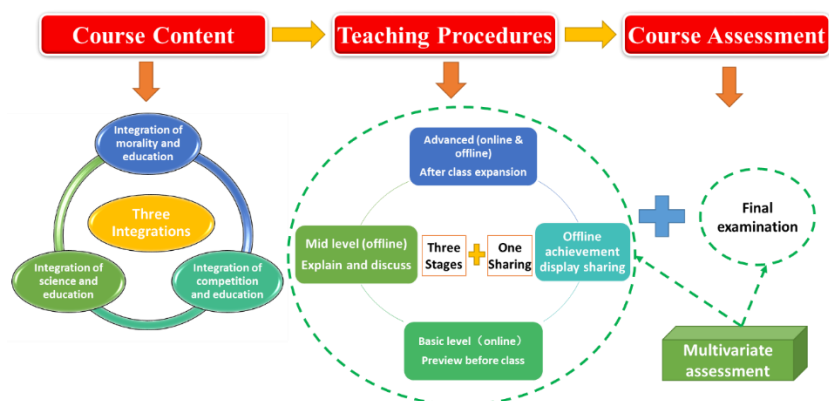 Course Content
Teaching Procedures
Course Assessment
Integration of
morality and
education
Three
Integrations
Integration of
science and
education
Integration of
competition
and education
Advanced (online &
offline)
After class expansion
Mid level (offline)
Explain and discuss
Three
Stages
One
Sharing
Offline
achievement
display sharing
Basic level（online）
Preview before class
Final
examination
Multivariate
assessment